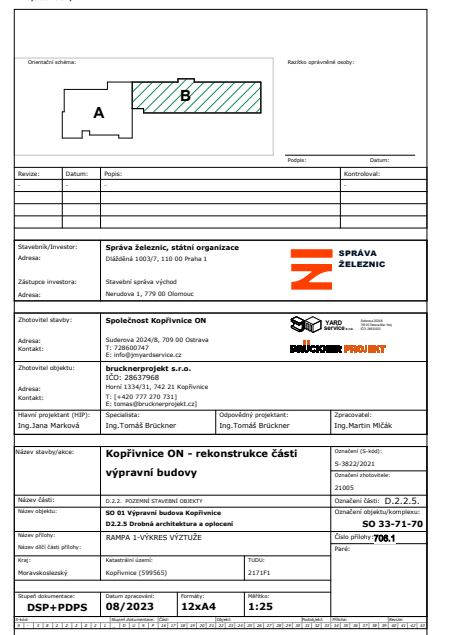 Orientační schéma:
Razítko oprávněné osoby:
A
B
Podpis:
Datum:
Revize:
Datum:
Popis:
Kontroloval:
-
-
-
-
Stavebník/Investor:
Správa železnic, státní organizace
Adresa:
Dlážděná 1003/7, 110 00 Praha 1
SPRÁVA
ŽELEZNIC
Zástupce investora:
Stavební správa východ
Adresa:
Nerudova 1, 779 00 Olomouc
Zhotovitel stavby:
Společnost Kopřivnice ON
YARD
service s.r.o.
Adresa:
Suderova 2024/8, 709 00 Ostrava
Kontakt:
T: 728600747
E: info@jmyardservice.cz
BRÜCKNER PROJEKT
Zhotovitel objektu:
brucknerprojekt s.r.o.
IČO: 28637968
Adresa:
Horní 1334/31, 742 21 Kopřivnice
Kontakt:
T: [+420 777 270 731]
E: tomas@brucknerprojekt.cz]
Hlavní projektant (HIP):
Specialista:
Odpovědný projektant:
Zpracovatel:
Ing.Jana Marková
Ing.Tomáš Brückner
Ing.Tomáš Brückner
Ing.Martin Mlčák
Název stavby/akce:
Kopřivnice ON - rekonstrukce části
výpravní budovy
Označení (S-kód):
S-3822/2021
Označení zhotovitele:
21005
Název části:
D.2.2. POZEMNÍ STAVEBNÍ OBJEKTY
Označení části: D.2.2.5.
Název objektu:
SO 01 Výpravní budova Kopřivnice
D2.2.5 Drobná architektura a oplocení
Označení objektu/komplexu:
SO 33-71-70
Název přílohy:
RAMPA 1-VÝKRES VÝZTUŽE
Číslo přílohy: 708.1
Název dílčí části přílohy:
Paré:
Kraj:
Katastrální území:
TUDU:
Moravskoslezský
Kopřivnice (599565)
2171F1
Stupeň dokumentace:
Datum zpracování:
Formáty:
Měřítko:
DSP+PDPS
08/2023
12xA4
1:25